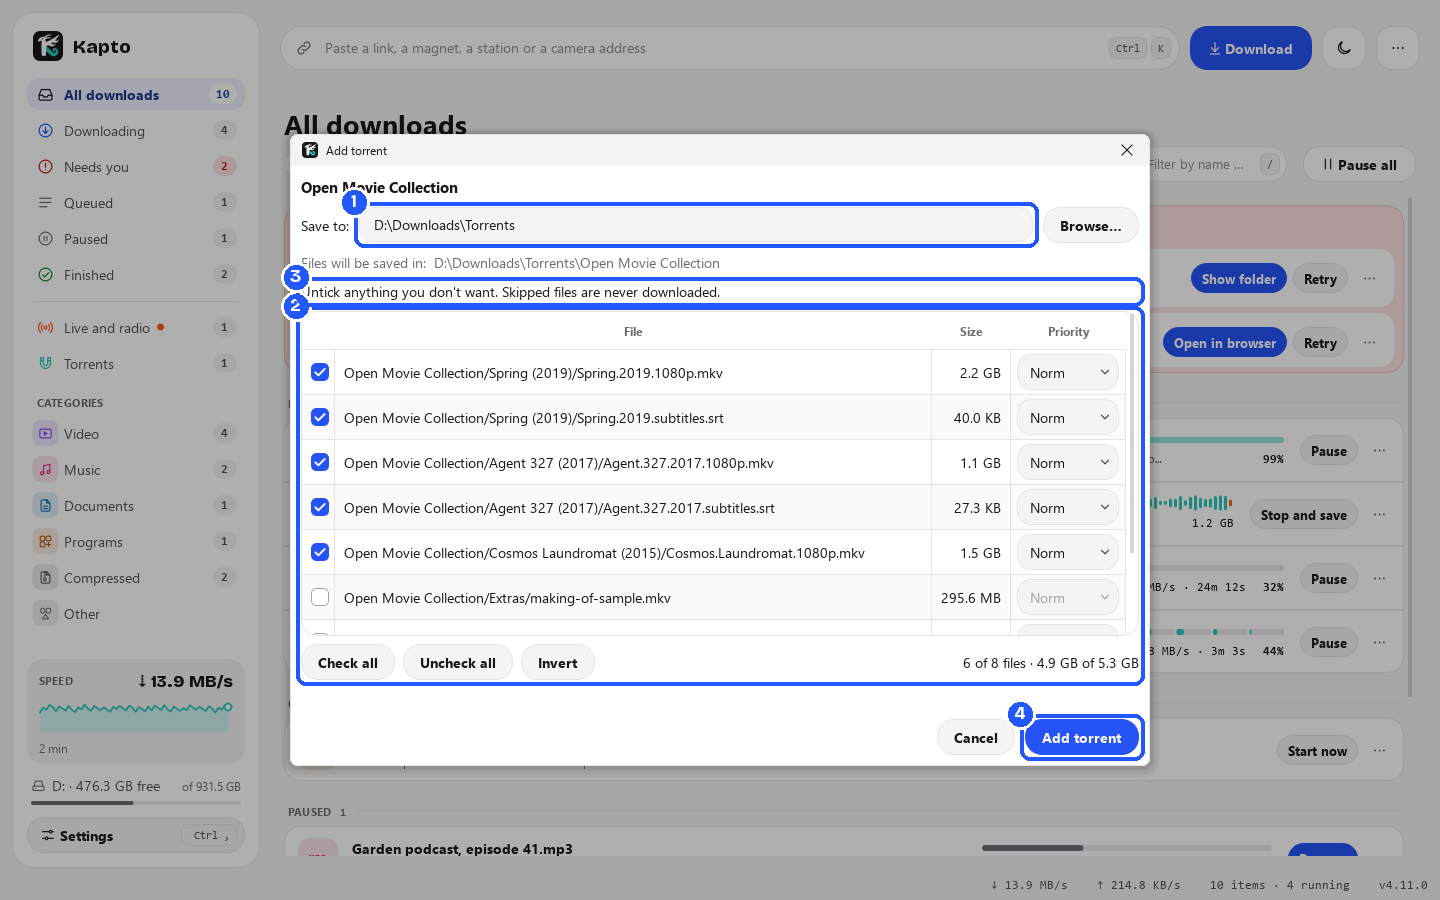 Kapto
Paste a link, a magnet, a station or a camera address
Ctrl K
Download
All downloads 10
Downloading 4
Needs you 2
Queued 1
Paused 1
Finished 2
Live and radio 1
Torrents 1
CATEGORIES
Video 4
Music 2
Documents 1
Programs 1
Compressed 2
Other
SPEED 13.9 MB/s
2 min
D: · 476.3 GB free of 931.5 GB
Settings Ctrl ,
All downloads
Filter by name ... /
Pause all
Show folder Retry
Open in browser Retry
99% Pause
1.2 GB Stop and save
MB/s · 24m 12s 32% Pause
8 MB/s · 3m 3s 44% Pause
Start now
PAUSED 1
Garden podcast, episode 41.mp3
Add torrent
Open Movie Collection
1
Save to: D:\Downloads\Torrents Browse...
Files will be saved in: D:\Downloads\Torrents\Open Movie Collection
3
Untick anything you don't want. Skipped files are never downloaded.
2
File Size Priority
Open Movie Collection/Spring (2019)/Spring.2019.1080p.mkv 2.2 GB Norm
Open Movie Collection/Spring (2019)/Spring.2019.subtitles.srt 40.0 KB Norm
Open Movie Collection/Agent 327 (2017)/Agent.327.2017.1080p.mkv 1.1 GB Norm
Open Movie Collection/Agent 327 (2017)/Agent.327.2017.subtitles.srt 27.3 KB Norm
Open Movie Collection/Cosmos Laundromat (2015)/Cosmos.Laundromat.1080p.mkv 1.5 GB Norm
Open Movie Collection/Extras/making-of-sample.mkv 295.6 MB Norm
Check all Uncheck all Invert 6 of 8 files · 4.9 GB of 5.3 GB
4
Cancel Add torrent
↓ 13.9 MB/s ↑ 214.8 KB/s 10 items · 4 running v4.11.0